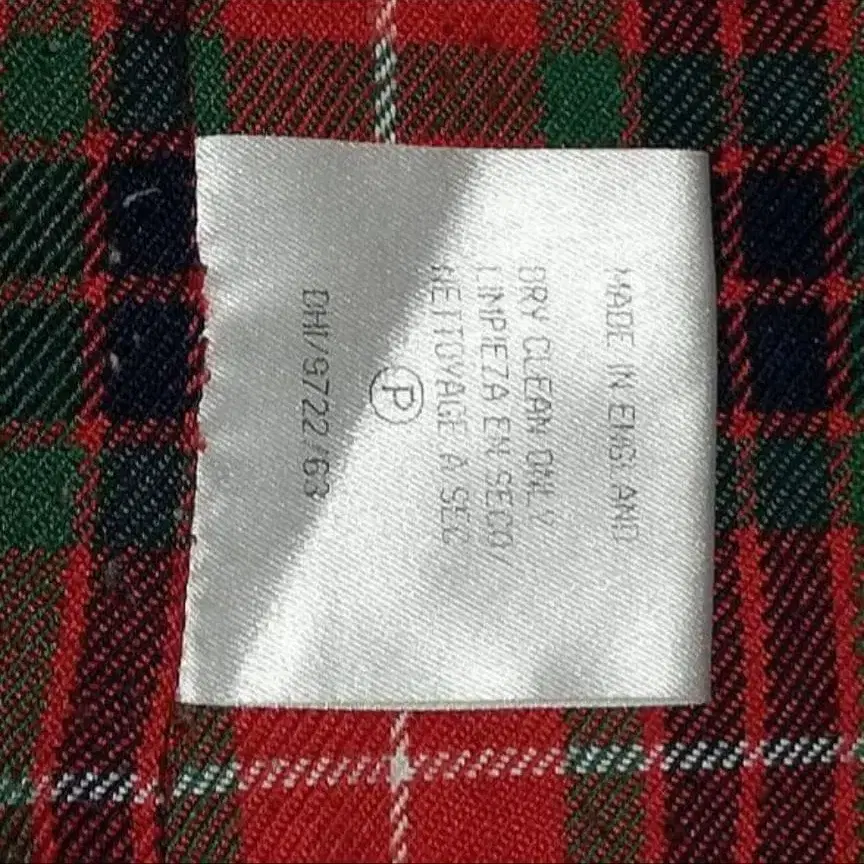 MADE IN ENGLAND
DRY CLEAN ONLY
LIMPIEZA EN SECO/
NETTOYAGE A SEC
P
DHI/9722/63